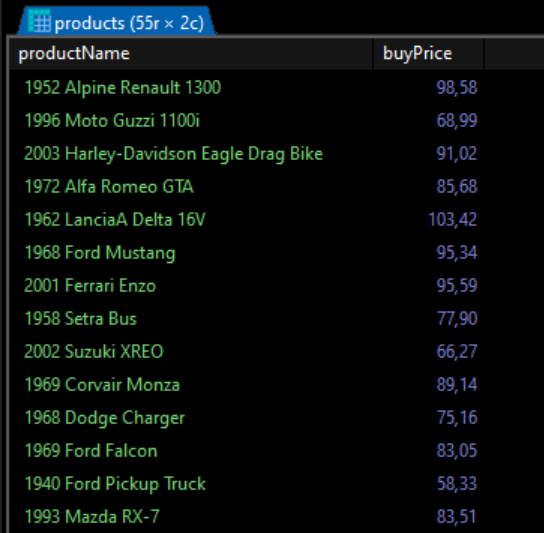 products (55r × 2c)
productName buyPrice
1952 Alpine Renault 1300 98,58
1996 Moto Guzzi 1100i 68,99
2003 Harley-Davidson Eagle Drag Bike 91,02
1972 Alfa Romeo GTA 85,68
1962 LanciaA Delta 16V 103,42
1968 Ford Mustang 95,34
2001 Ferrari Enzo 95,59
1958 Setra Bus 77,90
2002 Suzuki XREO 66,27
1969 Corvair Monza 89,14
1968 Dodge Charger 75,16
1969 Ford Falcon 83,05
1940 Ford Pickup Truck 58,33
1993 Mazda RX-7 83,51